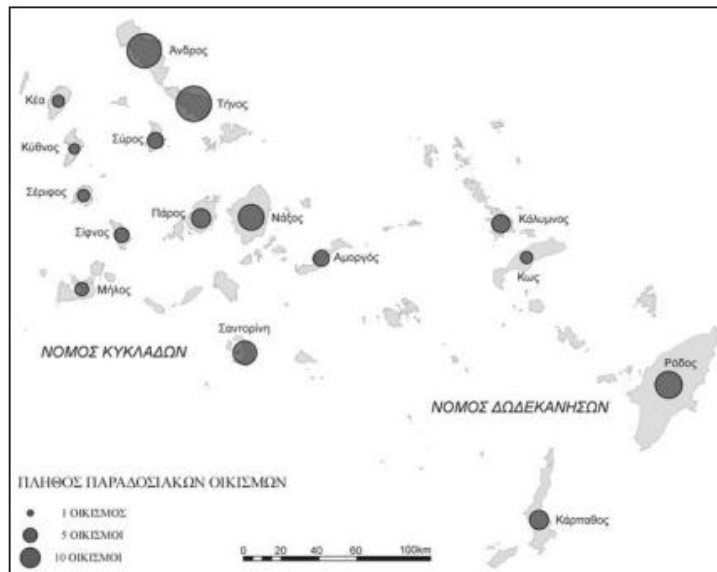 Άνδρος
Κέα
Τήνος
Σύρος
Κύθνος
Σέριφος
Πάρος
Νάξος
Κάλυμνος
Σίφνος
Αμοργός
Κως
Μήλος
Σαντορίνη
ΝΟΜΟΣ ΚΥΚΛΑΔΩΝ
Ρόδος
ΝΟΜΟΣ ΔΩΔΕΚΑΝΗΣΩΝ
ΠΛΗΘΟΣ ΠΑΡΑΔΟΣΙΑΚΩΝ ΟΙΚΙΣΜΩΝ
1 ΟΙΚΙΣΜΟΣ
Κάρπαθος
5 ΟΙΚΙΣΜΟΙ
10 ΟΙΚΙΣΜΟΙ
0 10 20 40 60 100km